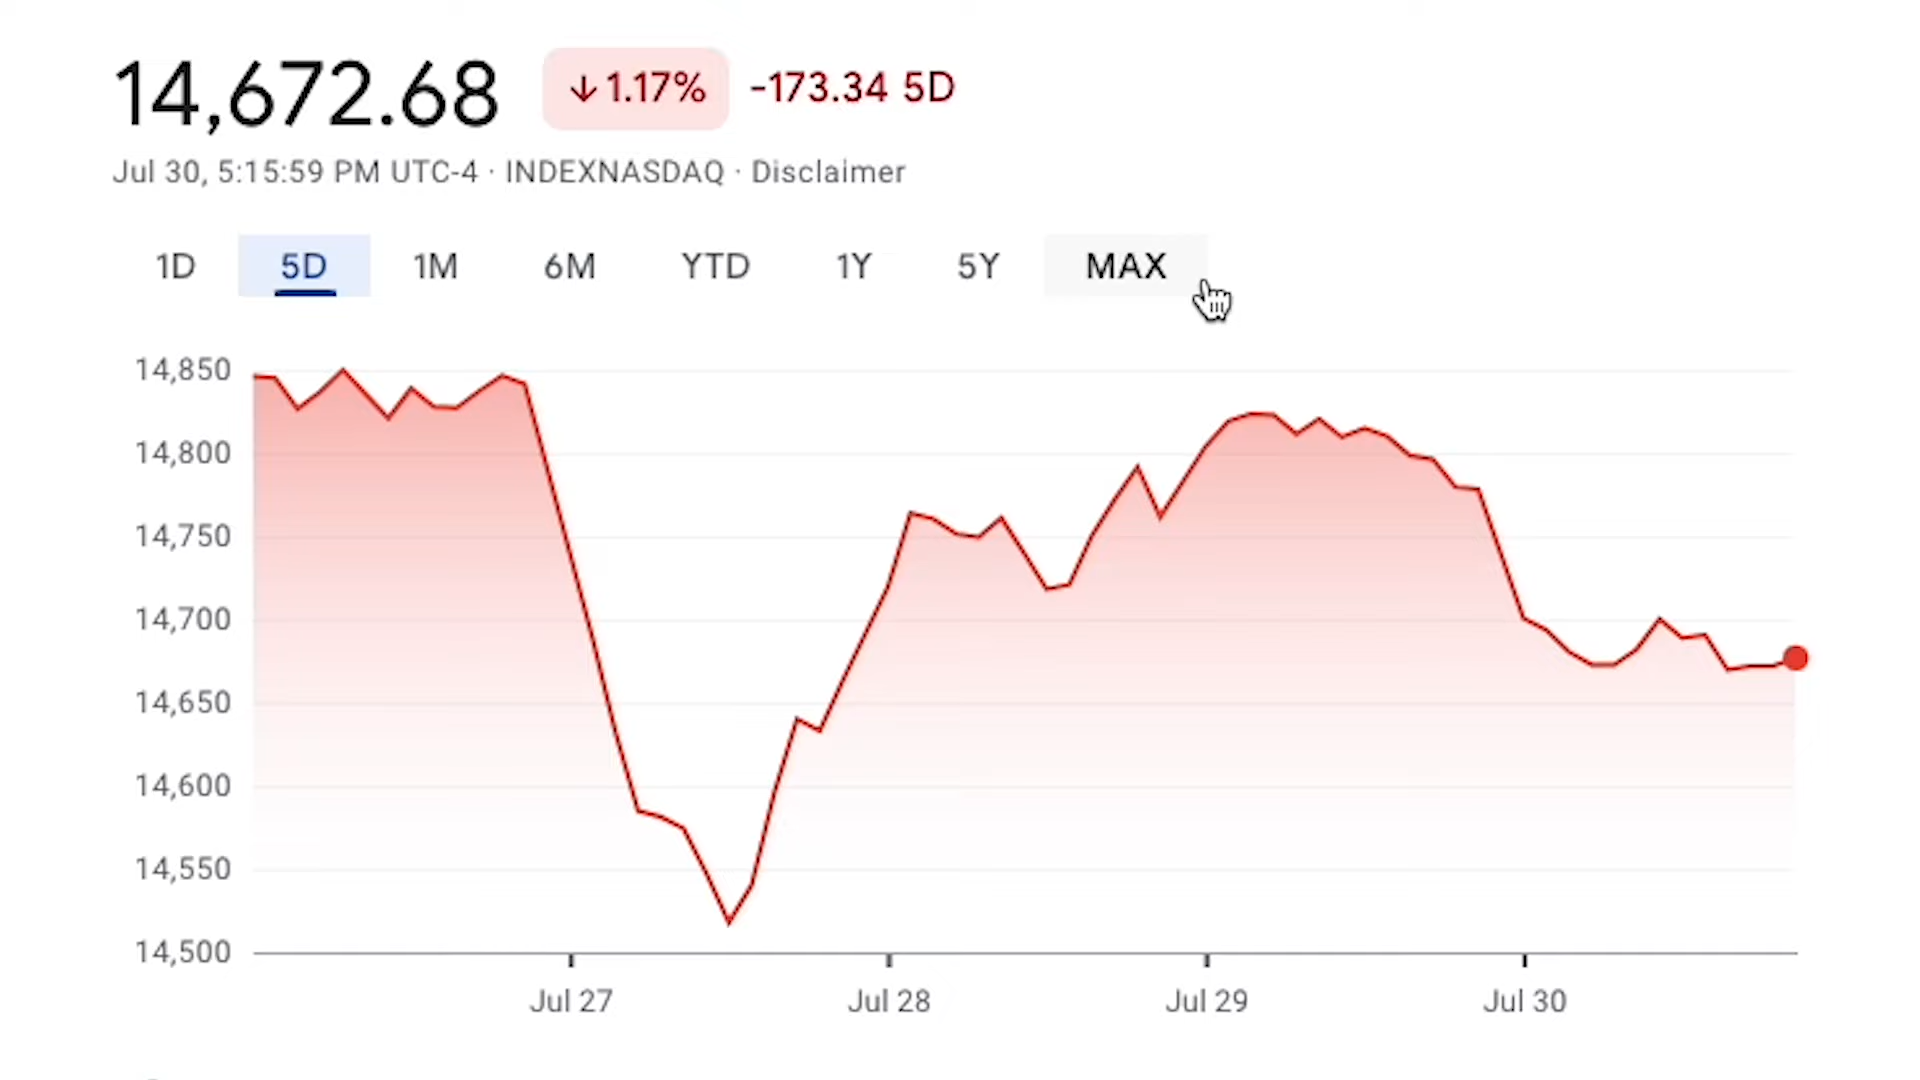 14,672.68 ↓1.17% -173.34 5D
Jul 30, 5:15:59 PM UTC-4 · INDEXNASDAQ · Disclaimer
1D 5D 1M 6M YTD 1Y 5Y MAX
14,850
14,800
14,750
14,700
14,650
14,600
14,550
14,500
Jul 27 Jul 28 Jul 29 Jul 30